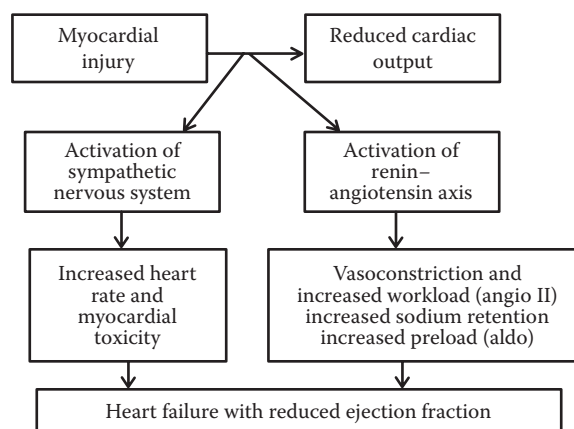 Myocardial
injury
Reduced cardiac
output
Activation of
sympathetic
nervous system
Activation of
renin–
angiotensin axis
Increased heart
rate and
myocardial
toxicity
Vasoconstriction and
increased workload (angio II)
increased sodium retention
increased preload (aldo)
Heart failure with reduced ejection fraction